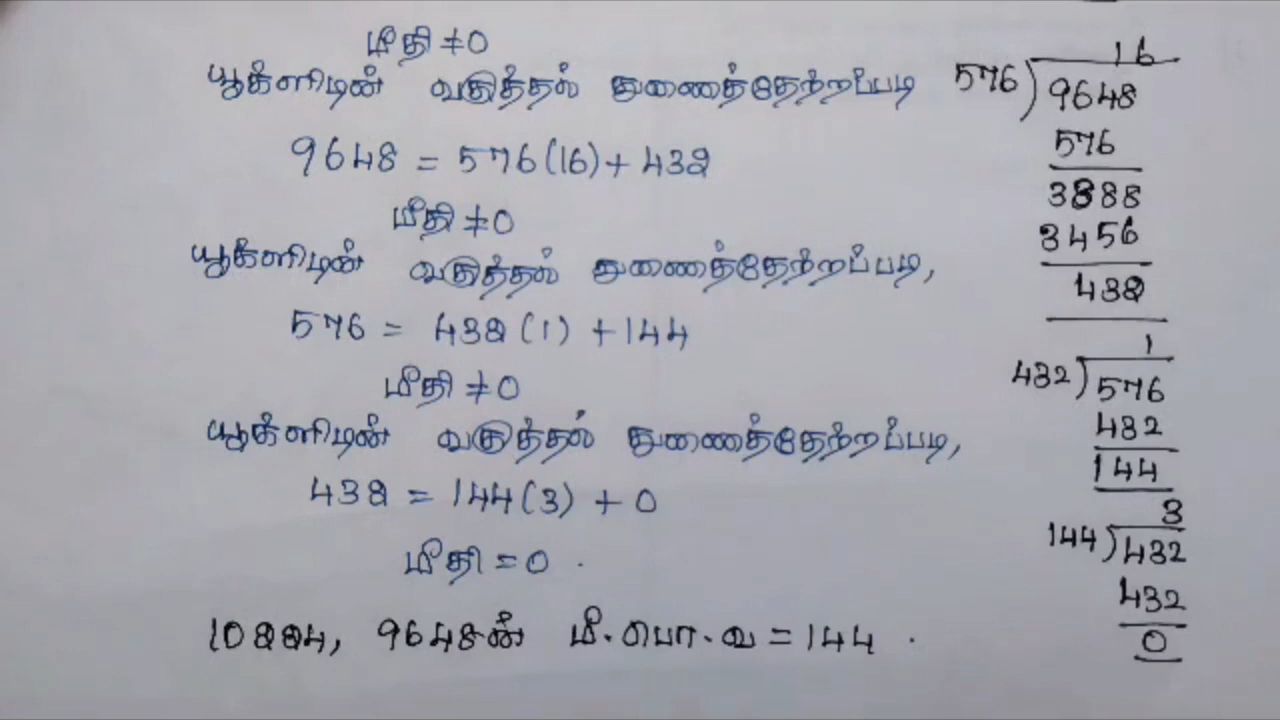 மீதி ≠ 0
யூக்ளிடின் வகுத்தல் துணைத்தேற்றப்படி
9648 = 576(16) + 432
மீதி ≠ 0
யூக்ளிடின் வகுத்தல் துணைத்தேற்றப்படி,
576 = 432(1) + 144
மீதி ≠ 0
யூக்ளிடின் வகுத்தல் துணைத்தேற்றப்படி,
432 = 144(3) + 0
மீதி = 0.
10224, 9648ன் மீ.பொ.வ = 144.
16
576)9648
576
3888
3456
432
1
432)576
432
144
3
144)432
432
0